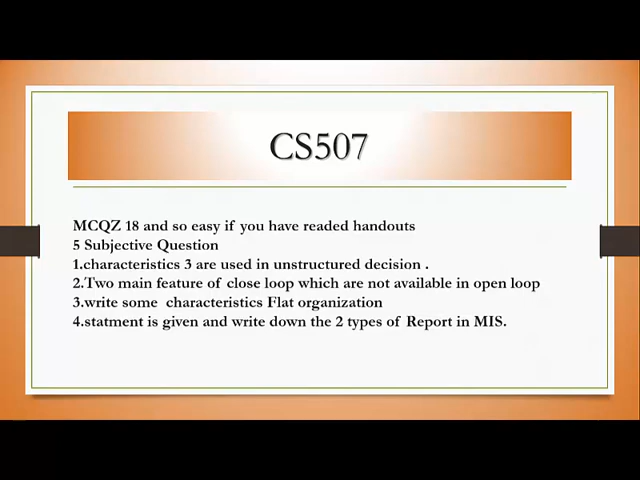 CS507
MCQZ 18 and so easy if you have readed handouts
5 Subjective Question
1.characteristics 3 are used in unstructured decision .
2.Two main feature of close loop which are not available in open loop
3.write some characteristics Flat organization
4.statment is given and write down the 2 types of Report in MIS.